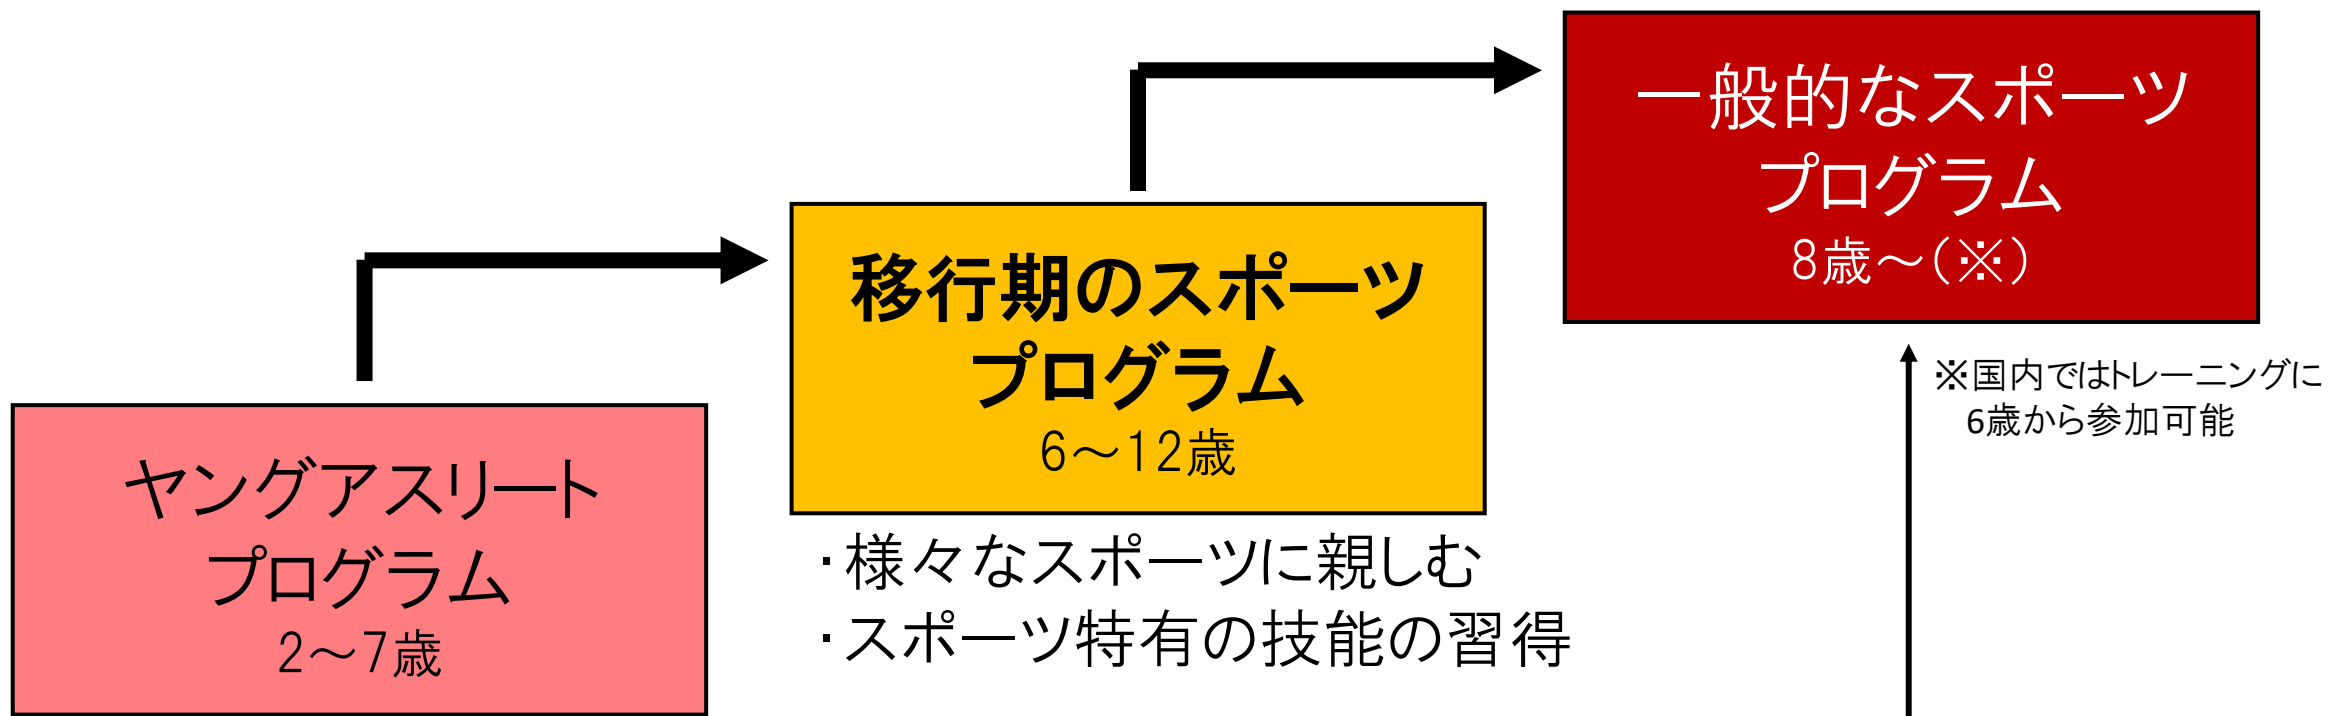 一般的なスポーツ
プログラム
8歳～(※)
※国内ではトレーニングに
6歳から参加可能
移行期のスポーツ
プログラム
6～12歳
・様々なスポーツに親しむ
・スポーツ特有の技能の習得
ヤングアスリート
プログラム
2～7歳